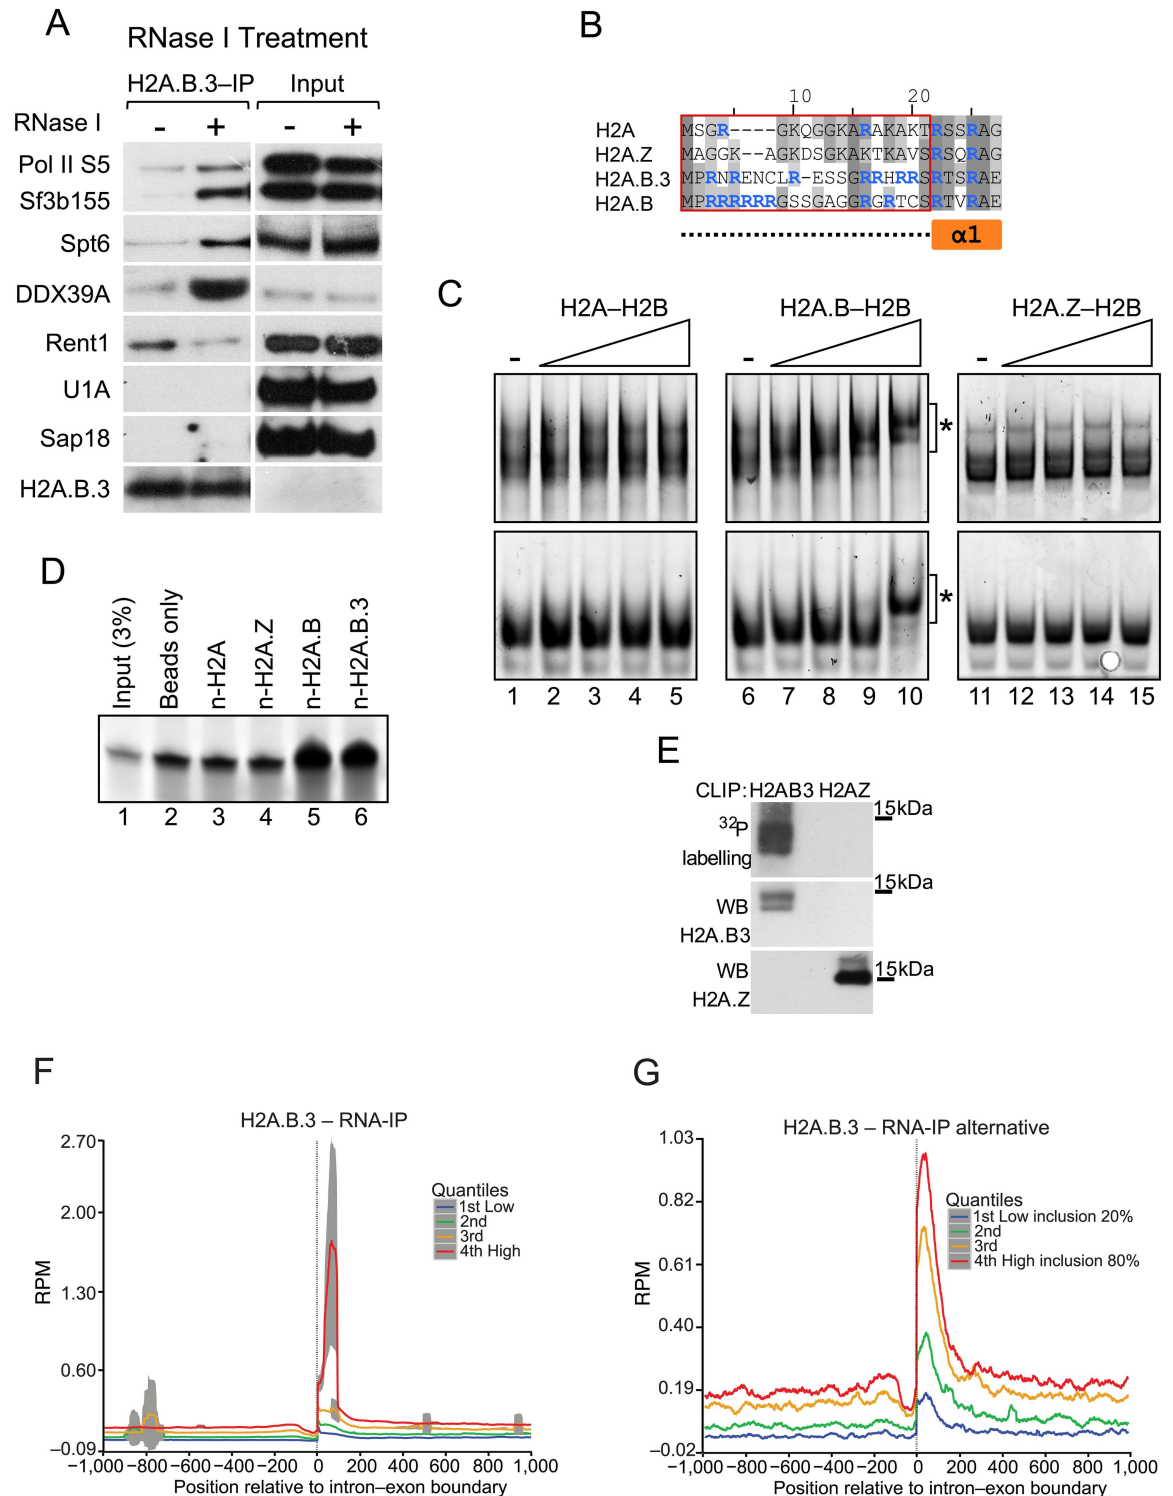 A
RNase I Treatment
H2A.B.3–IP Input
RNase I - + - +
Pol II S5
Sf3b155
Spt6
DDX39A
Rent1
U1A
Sap18
H2A.B.3
B
10 20
H2A MSGR----GKQGGKARAKAKTRSSRAG
H2A.Z MAGGK--AGKDSGKAKTKAVSRSQRAG
H2A.B.3 MPRNRENCLR-ESSGRRHRRSRTSRAE
H2A.B MPRRRRRRGSSGAGGRGRTCSRTVRAE
α1
C
H2A–H2B H2A.B–H2B H2A.Z–H2B
- - -
*
*
1 2 3 4 5 6 7 8 9 10 11 12 13 14 15
D
Input (3%)
Beads only
n-H2A
n-H2A.Z
n-H2A.B
n-H2A.B.3
1 2 3 4 5 6
E
CLIP: H2AB3 H2AZ
15kDa
32P
labelling
15kDa
WB
H2A.B3
WB
15kDa
H2A.Z
F
H2A.B.3 – RNA-IP
2.70
2.00
1.30
0.60
–0.09
RPM
Quantiles
1st Low
2nd
3rd
4th High
–1,000 –800 –600 –400 –200 0 200 400 600 800 1,000
Position relative to intron–exon boundary
G
H2A.B.3 – RNA-IP alternative
1.03
0.82
0.61
0.40
0.19
–0.02
RPM
Quantiles
1st Low inclusion 20%
2nd
3rd
4th High inclusion 80%
–1,000 –800 –600 –400 –200 0 200 400 600 800 1,000
Position relative to intron–exon boundary